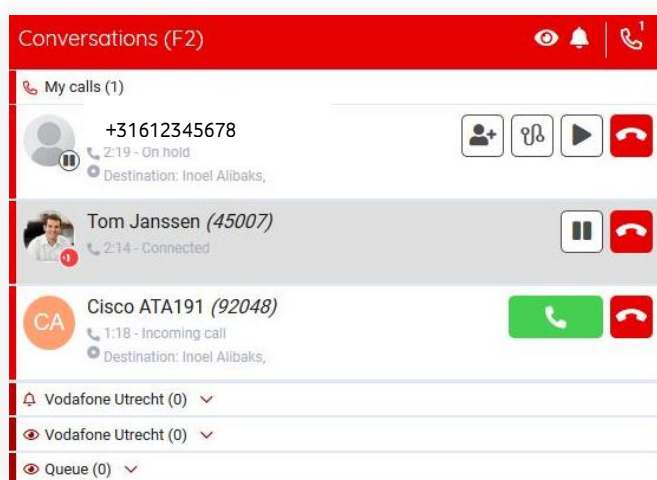 Conversations (F2)
1
My calls (1)
+31612345678
2:19 - On hold
Destination: Inoel Alibaks,
Tom Janssen (45007)
2:14 - Connected
CA
Cisco ATA191 (92048)
1:18 - Incoming call
Destination: Inoel Alibaks,
Vodafone Utrecht (0)
Vodafone Utrecht (0)
Queue (0)